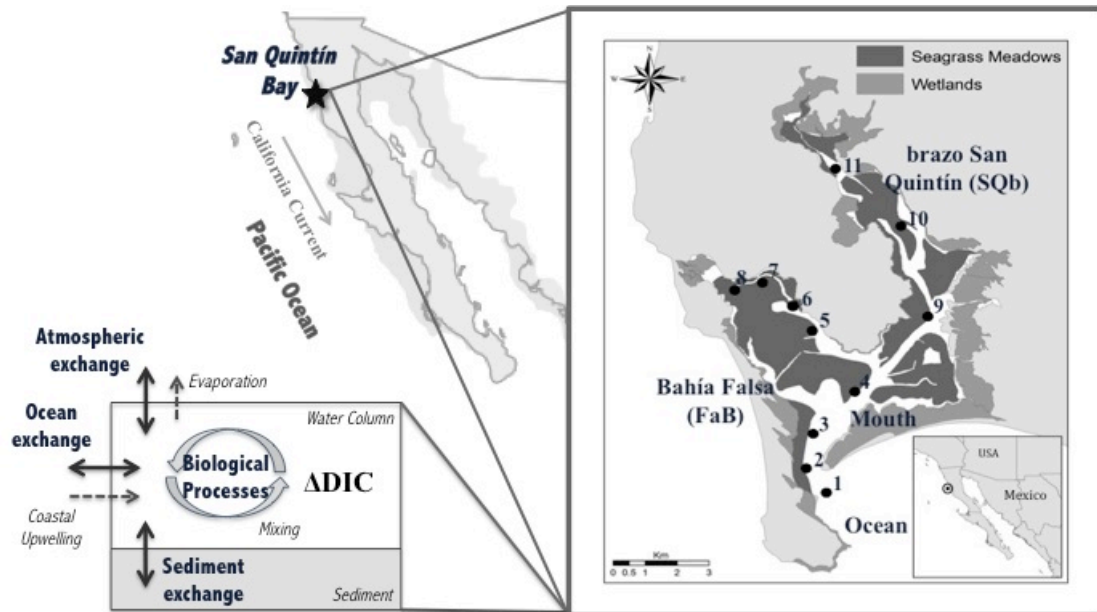 San Quintín
Bay
California Current
Pacific Ocean
Atmospheric
exchange
Evaporation
Ocean
exchange
Water Column
Biological
Processes
ΔDIC
Coastal
Upwelling
Mixing
Sediment
exchange
Sediment
N
W
E
S
Seagrass Meadows
Wetlands
11
brazo San
Quintín (SQb)
10
8
7
6
5
9
Bahía Falsa
(FaB)
4
Mouth
3
2
1
Ocean
USA
Mexico
Km
0 0.5 1 2 3